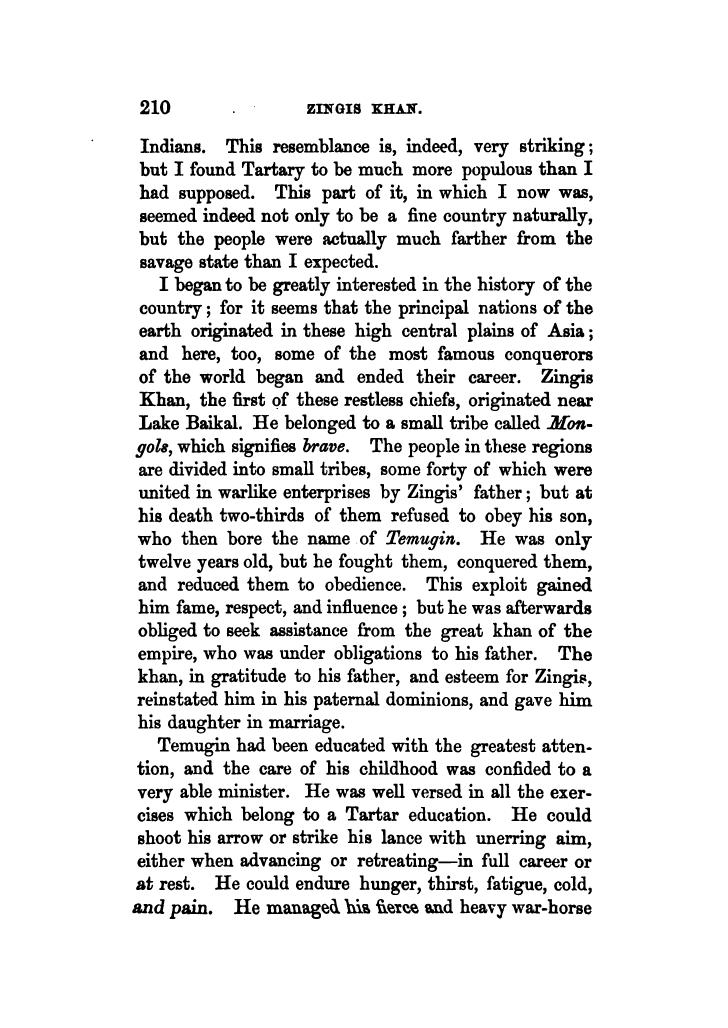 210 ZINGIS KHAN.
Indians. This resemblance is, indeed, very striking;
but I found Tartary to be much more populous than I
had supposed. This part of it, in which I now was,
seemed indeed not only to be a fine country naturally,
but the people were actually much farther from the
savage state than I expected.
I began to be greatly interested in the history of the
country; for it seems that the principal nations of the
earth originated in these high central plains of Asia;
and here, too, some of the most famous conquerors
of the world began and ended their career. Zingis
Khan, the first of these restless chiefs, originated near
Lake Baikal. He belonged to a small tribe called Mon-
gols, which signifies brave. The people in these regions
are divided into small tribes, some forty of which were
united in warlike enterprises by Zingis' father; but at
his death two-thirds of them refused to obey his son,
who then bore the name of Temugin. He was only
twelve years old, but he fought them, conquered them,
and reduced them to obedience. This exploit gained
him fame, respect, and influence; but he was afterwards
obliged to seek assistance from the great khan of the
empire, who was under obligations to his father. The
khan, in gratitude to his father, and esteem for Zingis,
reinstated him in his paternal dominions, and gave him
his daughter in marriage.
Temugin had been educated with the greatest atten-
tion, and the care of his childhood was confided to a
very able minister. He was well versed in all the exer-
cises which belong to a Tartar education. He could
shoot his arrow or strike his lance with unerring aim,
either when advancing or retreating—in full career or
at rest. He could endure hunger, thirst, fatigue, cold,
and pain. He managed his fierce and heavy war-horse